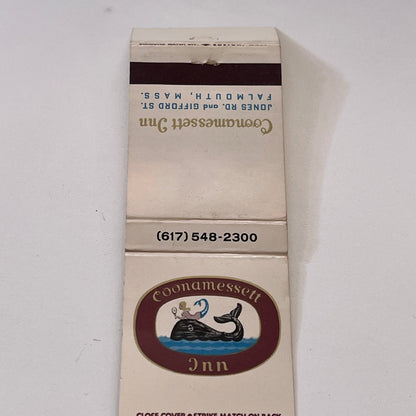 Coonamessett Inn
JONES RD. and GIFFORD ST.
FALMOUTH, MASS.
(617) 548-2300
Coonamessett
Inn
CLOSE COVER • STRIKE MATCH ON BACK